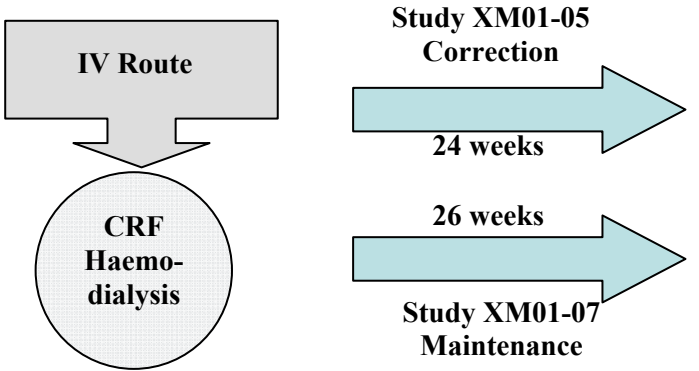 IV Route
CRF
Haemo-
dialysis
Study XM01-05
Correction
24 weeks
26 weeks
Study XM01-07
Maintenance